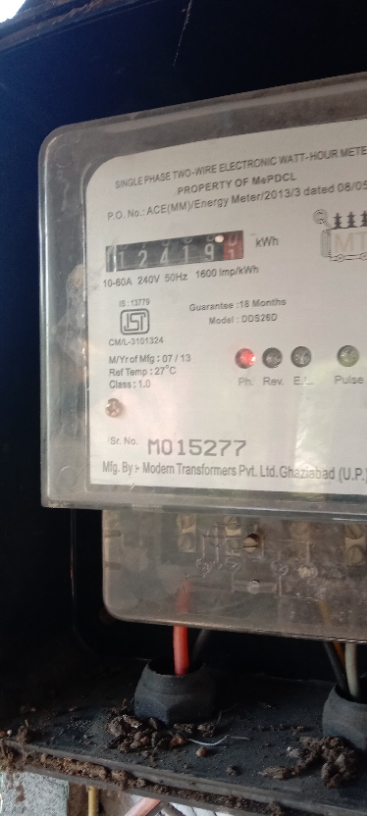 SINGLE PHASE TWO-WIRE ELECTRONIC WATT-HOUR METE
PROPERTY OF MePDCL
P.O. No.: ACE(MM)/Energy Meter/2013/3 dated 08/05
12419 kWh
10-60A 240V 50Hz 1600 Imp/kWh
IS : 13779
ISI
CM/L-3101324
Guarantee :18 Months
Model : DDS26D
M/Yr of Mfg : 07 / 13
Ref Temp : 27°C
Class : 1.0
Ph. Rev. E.L. Pulse
MT
Sr. No. M015277
Mfg. By :- Modern Transformers Pvt. Ltd. Ghaziabad (U.P.)